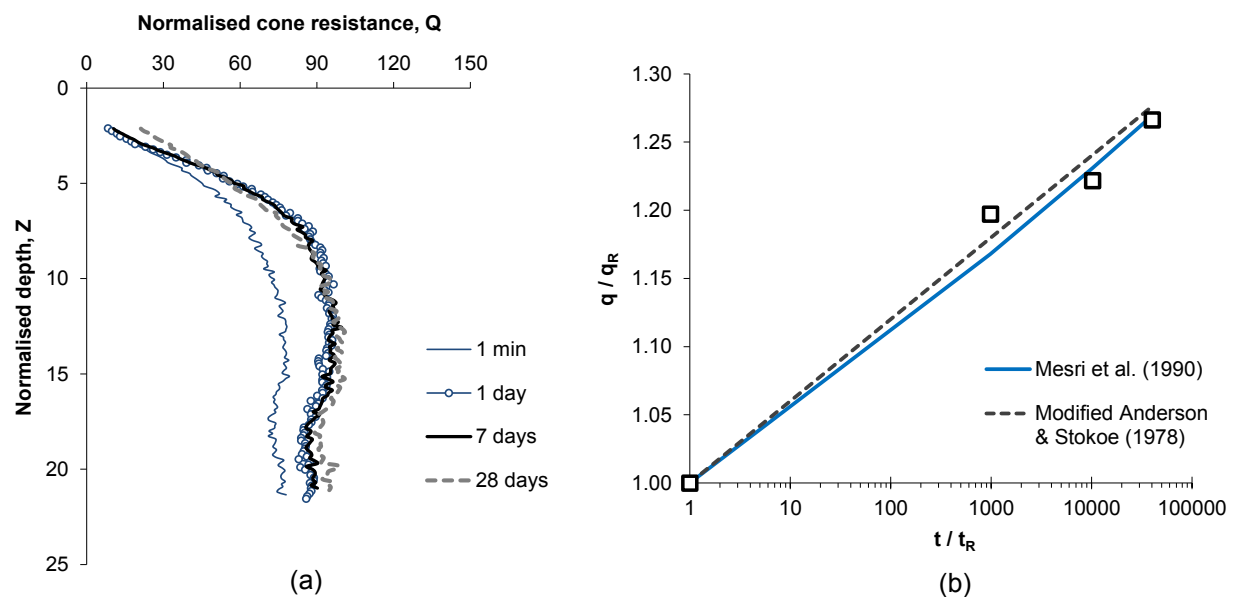 Normalised cone resistance, Q
0 30 60 90 120 150
0
5
10
15
20
25
Normalised depth, Z
1 min
1 day
7 days
28 days
(a)
1.30
1.25
1.20
1.15
1.10
1.05
1.00
q / qR
Mesri et al. (1990)
Modified Anderson
& Stokoe (1978)
1 10 100 1000 10000 100000
t / tR
(b)